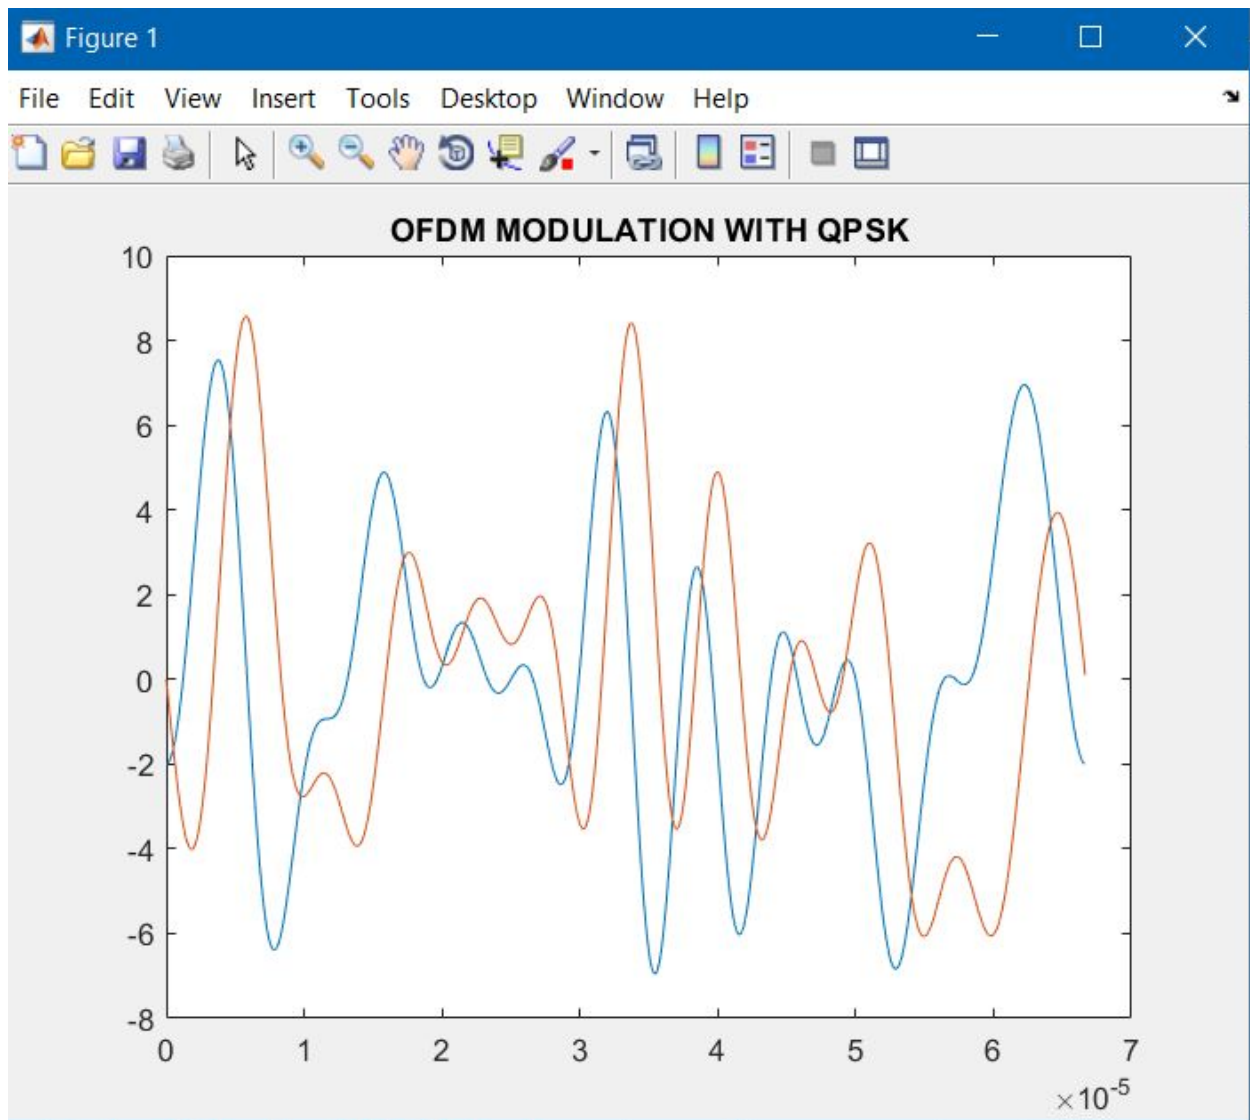 Figure 1
File Edit View Insert Tools Desktop Window Help
OFDM MODULATION WITH QPSK
10
8
6
4
2
0
-2
-4
-6
-8
0 1 2 3 4 5 6 7
×10⁻⁵